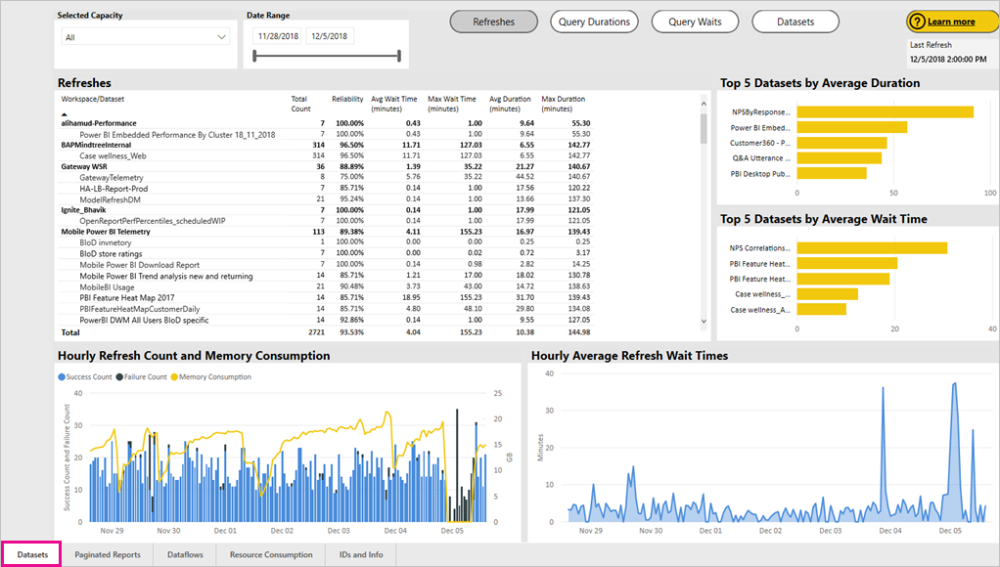 Selected Capacity
All
Date Range
11/28/2018 12/5/2018
Refreshes
Query Durations
Query Waits
Datasets
? Learn more
Last Refresh
12/5/2018 2:00:00 PM
Refreshes
Workspace/Dataset Total Count Reliability Avg Wait Time (minutes) Max Wait Time (minutes) Avg Duration (minutes) Max Duration (minutes)
alihamud-Performance 7 100.00% 0.43 1.00 9.64 55.30
Power BI Embedded Performance By Cluster 18_11_2018 7 100.00% 0.43 1.00 9.64 55.30
BAPMindtreeInternal 314 96.50% 11.71 127.03 6.55 142.77
Case wellness_Web 314 96.50% 11.71 127.03 6.55 142.77
Gateway WSR 36 88.89% 1.39 35.22 21.27 140.67
GatewayTelemetry 8 75.00% 5.76 35.22 44.52 140.67
HA-LB-Report-Prod 7 85.71% 0.14 1.00 17.56 120.22
ModelRefreshDM 21 95.24% 0.14 1.00 13.66 137.30
Ignite_Bhavik 7 100.00% 0.14 1.00 17.99 121.05
OpenReportPerfPercentiles_scheduledWIP 7 100.00% 0.14 1.00 17.99 121.05
Mobile Power BI Telemetry 113 89.38% 4.11 155.23 16.97 139.43
BIoD invnetory 1 100.00% 0.00 0.00 0.25 0.25
BIoD store ratings 7 100.00% 0.00 0.02 0.72 3.17
Mobile Power BI Download Report 7 100.00% 0.14 0.98 2.82 14.25
Mobile Power BI Trend analysis new and returning 14 85.71% 1.21 17.00 18.02 130.78
MobileBI Usage 21 90.48% 3.73 43.00 14.72 138.63
PBI Feature Heat Map 2017 14 85.71% 18.95 155.23 31.70 139.43
PBIFeatureHeatMapCustomerDaily 14 85.71% 4.80 48.10 29.80 134.08
PowerBI DWM All Users BIoD specific 14 92.86% 0.14 1.00 9.55 127.05
Total 2721 93.53% 4.04 155.23 10.38 144.98
Top 5 Datasets by Average Duration
NPSByResponse...
Power BI Embed...
Customer360 - P...
Q&A Utterance ...
PBI Desktop Pub...
0 50 100
Top 5 Datasets by Average Wait Time
NPS Correlations...
PBI Feature Heat...
PBI Feature Heat...
Case wellness_...
Case wellness_A...
0 20 40
Hourly Refresh Count and Memory Consumption
Success Count Failure Count Memory Consumption
Success Count and Failure Count
40
30
20
10
0
25
20
15
10
5
0
GB
Nov 29 Nov 30 Dec 01 Dec 02 Dec 03 Dec 04 Dec 05
Hourly Average Refresh Wait Times
Minutes
40
30
20
10
0
Nov 29 Nov 30 Dec 01 Dec 02 Dec 03 Dec 04 Dec 05
Datasets
Paginated Reports
Dataflows
Resource Consumption
IDs and Info